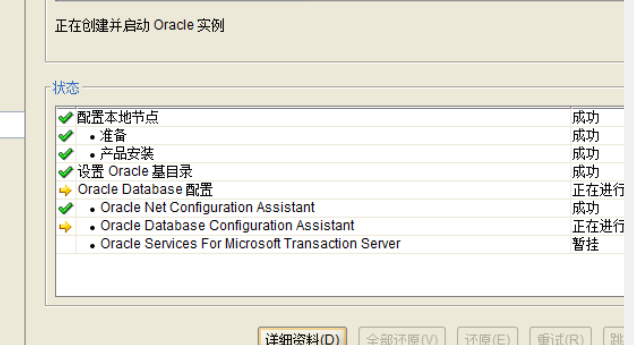 正在创建并启动 Oracle 实例
状态
配置本地节点 成功
• 准备 成功
• 产品安装 成功
设置 Oracle 基目录 成功
Oracle Database 配置 正在进行
• Oracle Net Configuration Assistant 成功
• Oracle Database Configuration Assistant 正在进行
• Oracle Services For Microsoft Transaction Server 暂挂
详细资料(D) 全部还原(V) 还原(E) 重试(R) 跳